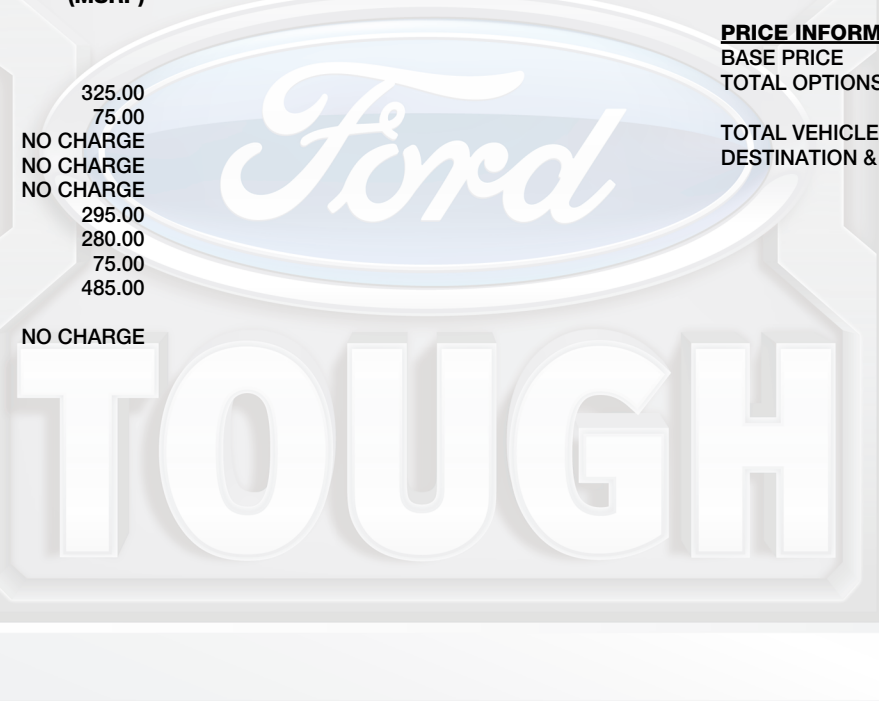 (MSRP)
325.00
75.00
NO CHARGE
NO CHARGE
NO CHARGE
295.00
280.00
75.00
485.00
NO CHARGE
PRICE INFORM
BASE PRICE
TOTAL OPTIONS
TOTAL VEHICLE
DESTINATION &
Ford
TOUGH